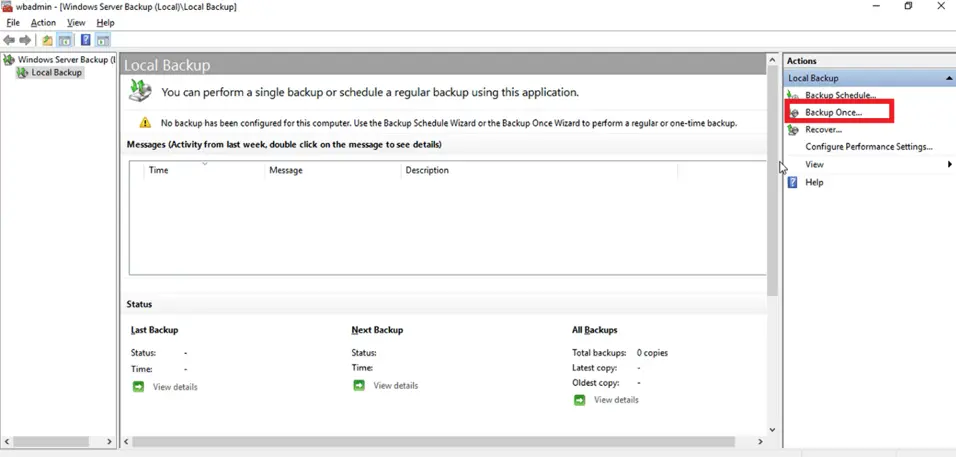 wbadmin - [Windows Server Backup (Local)\Local Backup]
File Action View Help
Windows Server Backup (l
Local Backup
Local Backup
You can perform a single backup or schedule a regular backup using this application.
No backup has been configured for this computer. Use the Backup Schedule Wizard or the Backup Once Wizard to perform a regular or one-time backup.
Messages (Activity from last week, double click on the message to see details)
Time Message Description
Status
Last Backup
Status: -
Time: -
View details
Next Backup
Status:
Time:
View details
All Backups
Total backups: 0 copies
Latest copy: -
Oldest copy: -
View details
Actions
Local Backup
Backup Schedule...
Backup Once...
Recover...
Configure Performance Settings...
View
Help